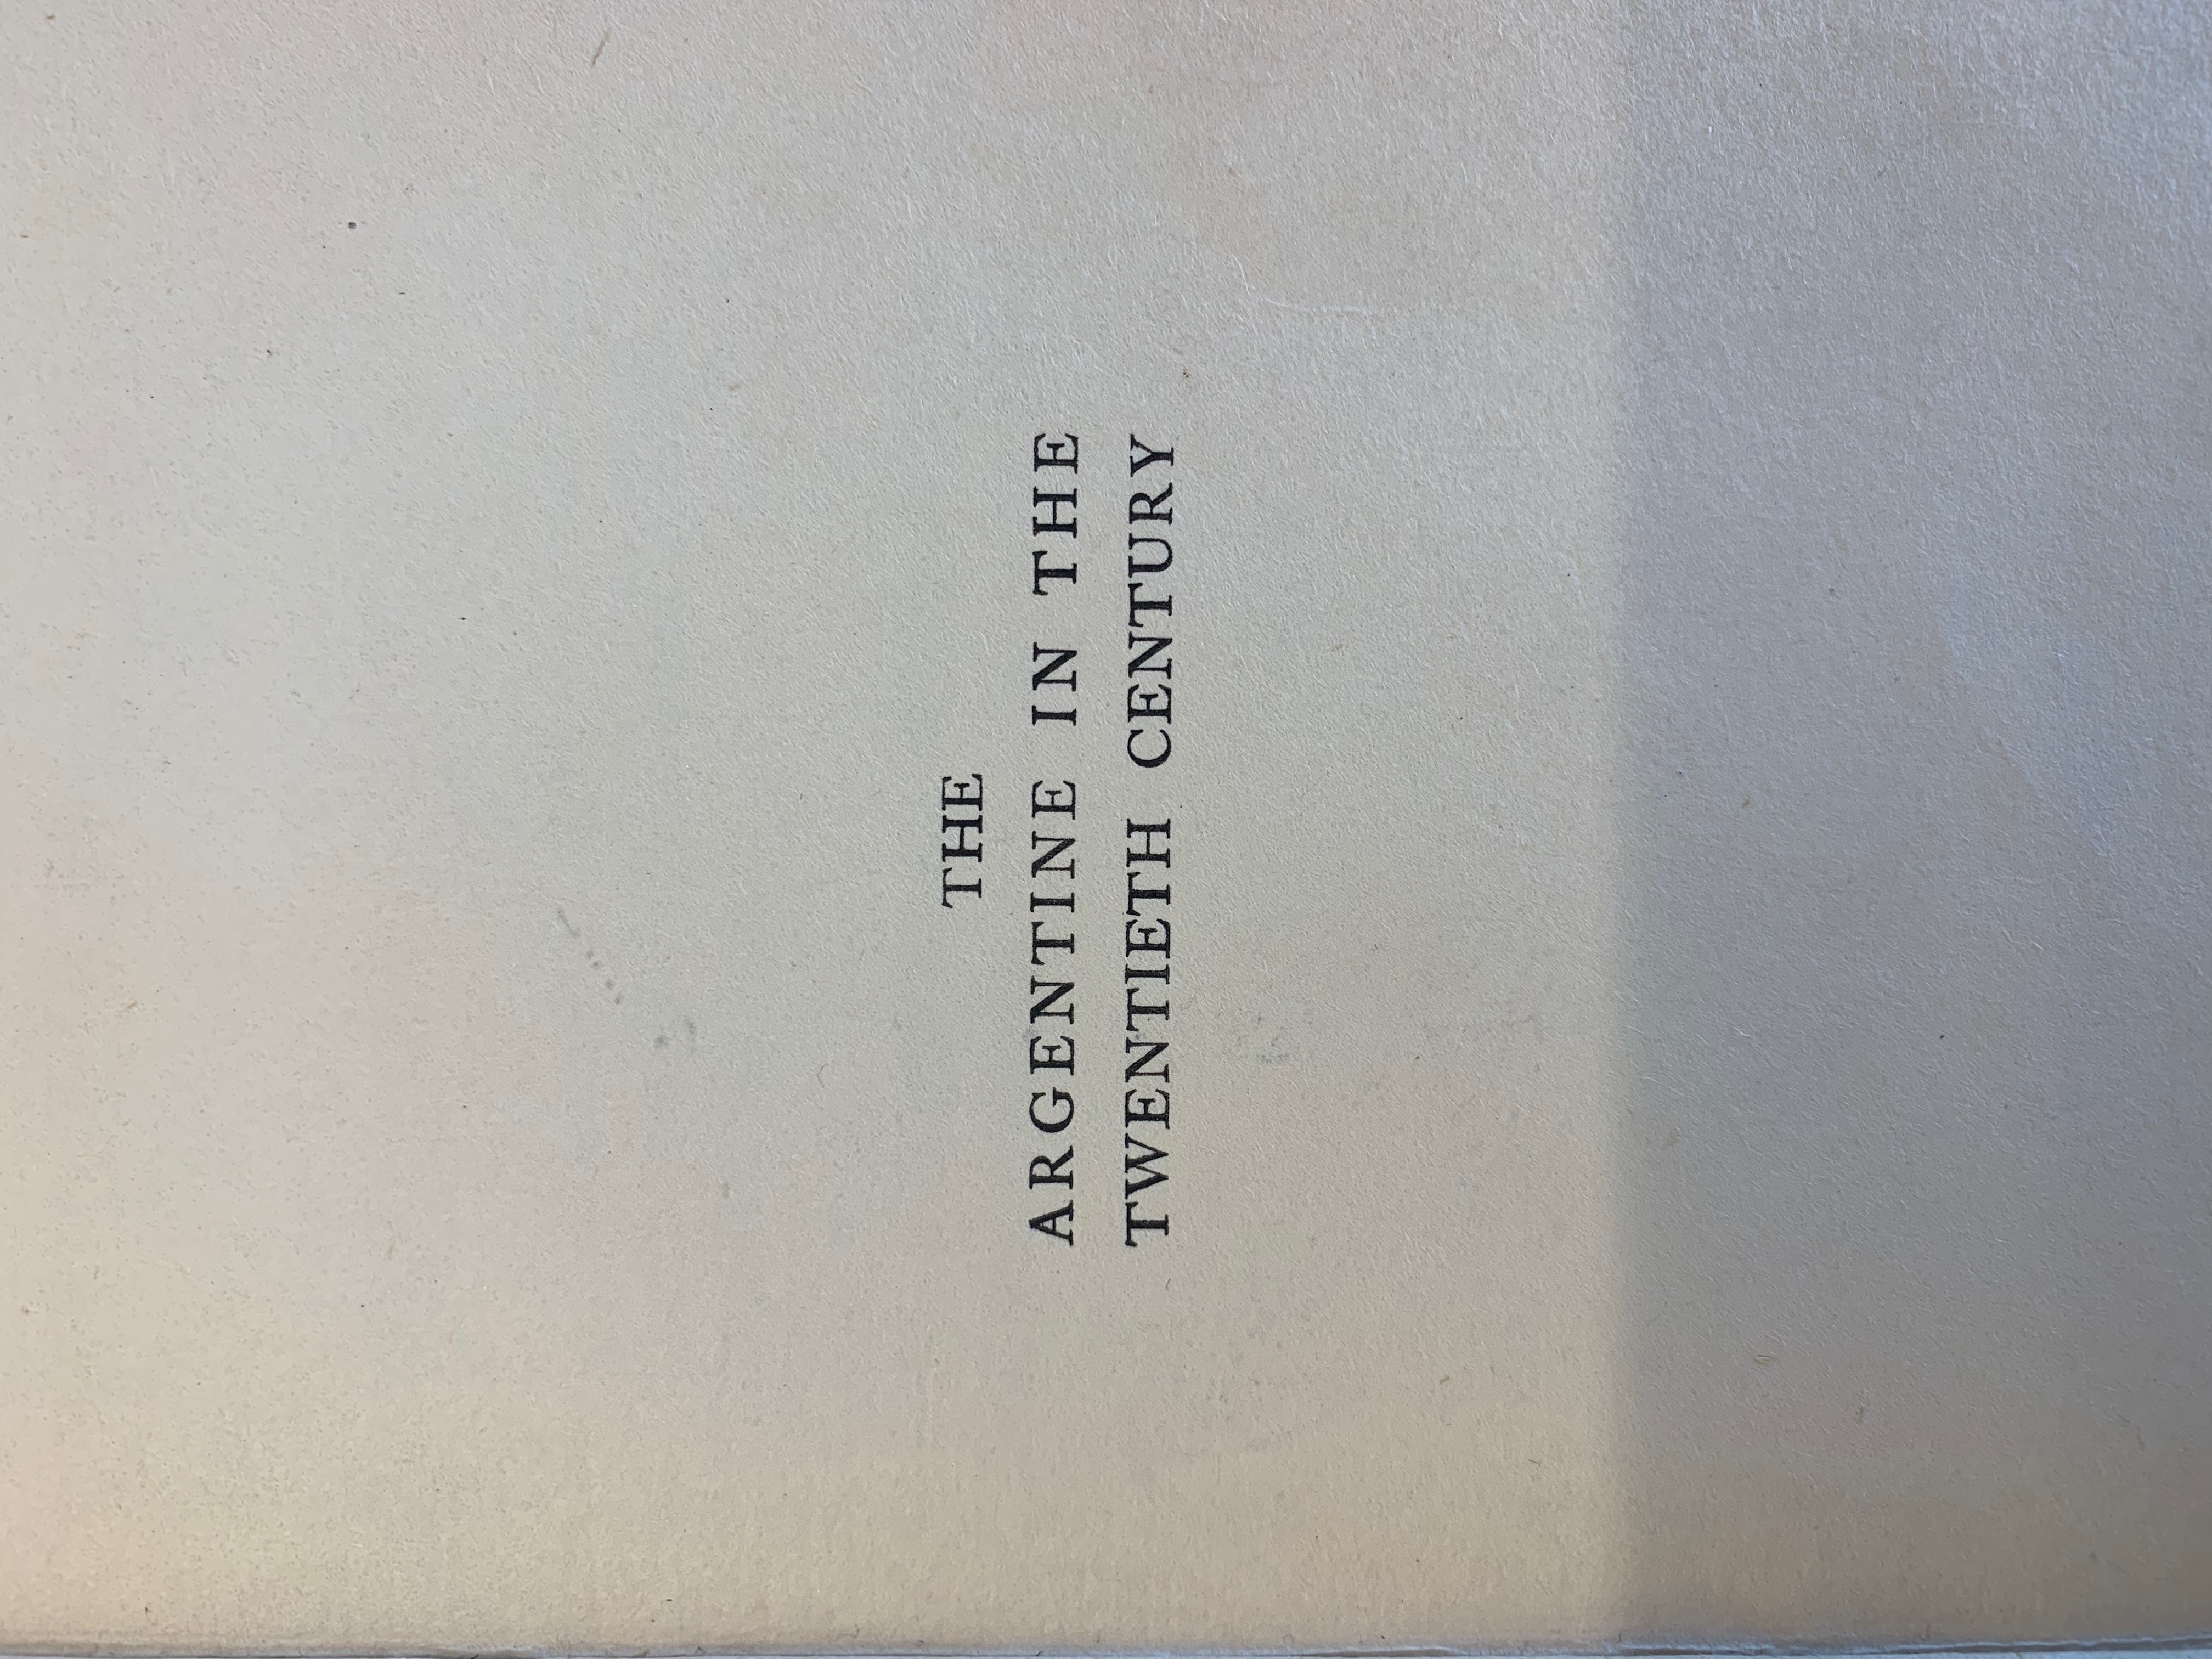 THE
ARGENTINE IN THE
TWENTIETH CENTURY